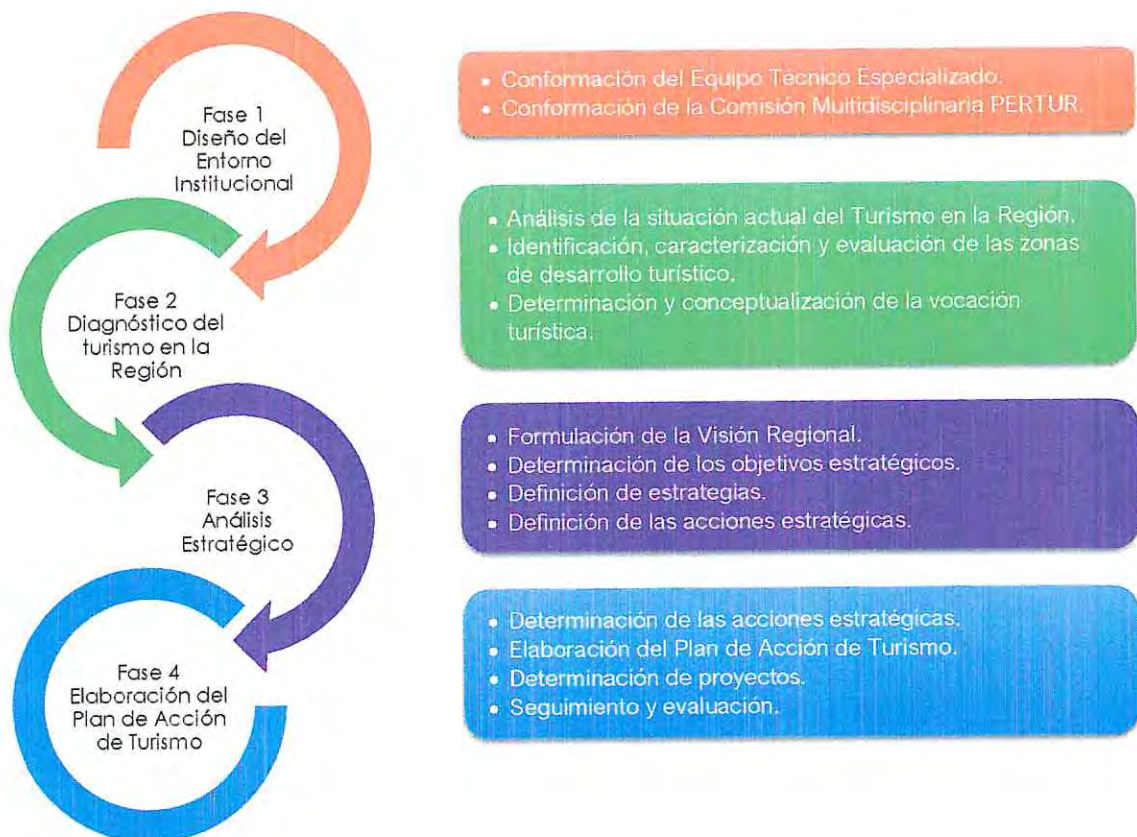 Fase 1
Diseño del
Entorno
Institucional
• Conformación del Equipo Técnico Especializado.
• Conformación de la Comisión Multidisciplinaria PERTUR.
Fase 2
Diagnóstico del
turismo en la
Región
• Análisis de la situación actual del Turismo en la Región.
• Identificación, caracterización y evaluación de las zonas
de desarrollo turístico.
• Determinación y conceptualización de la vocación
turística.
Fase 3
Análisis
Estratégico
• Formulación de la Visión Regional.
• Determinación de los objetivos estratégicos.
• Definición de estrategias.
• Definición de las acciones estratégicas.
Fase 4
Elaboración del
Plan de Acción
de Turismo
• Determinación de las acciones estratégicas.
• Elaboración del Plan de Acción de Turismo.
• Determinación de proyectos.
• Seguimiento y evaluación.